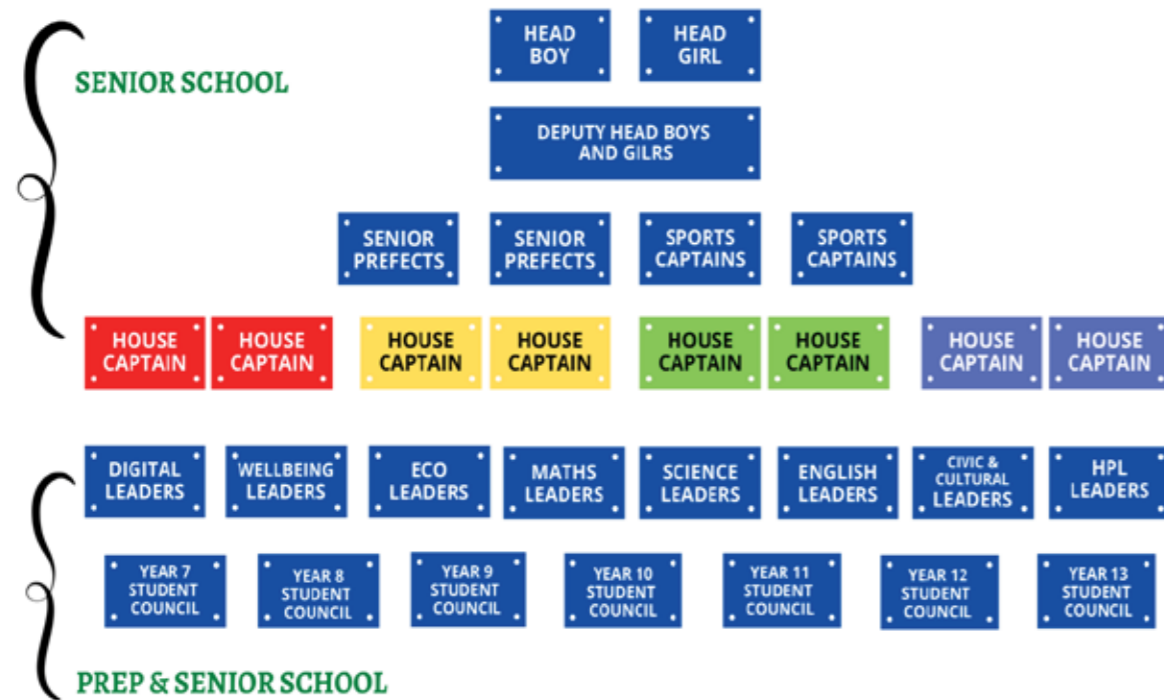 HEAD
BOY
HEAD
GIRL
SENIOR SCHOOL
DEPUTY HEAD BOYS
AND GILRS
SENIOR
PREFECTS
SENIOR
PREFECTS
SPORTS
CAPTAINS
SPORTS
CAPTAINS
HOUSE
CAPTAIN
HOUSE
CAPTAIN
HOUSE
CAPTAIN
HOUSE
CAPTAIN
HOUSE
CAPTAIN
HOUSE
CAPTAIN
HOUSE
CAPTAIN
HOUSE
CAPTAIN
DIGITAL
LEADERS
WELLBEING
LEADERS
ECO
LEADERS
MATHS
LEADERS
SCIENCE
LEADERS
ENGLISH
LEADERS
CIVIC &
CULTURAL
LEADERS
HPL
LEADERS
YEAR 7
STUDENT
COUNCIL
YEAR 8
STUDENT
COUNCIL
YEAR 9
STUDENT
COUNCIL
YEAR 10
STUDENT
COUNCIL
YEAR 11
STUDENT
COUNCIL
YEAR 12
STUDENT
COUNCIL
YEAR 13
STUDENT
COUNCIL
PREP & SENIOR SCHOOL